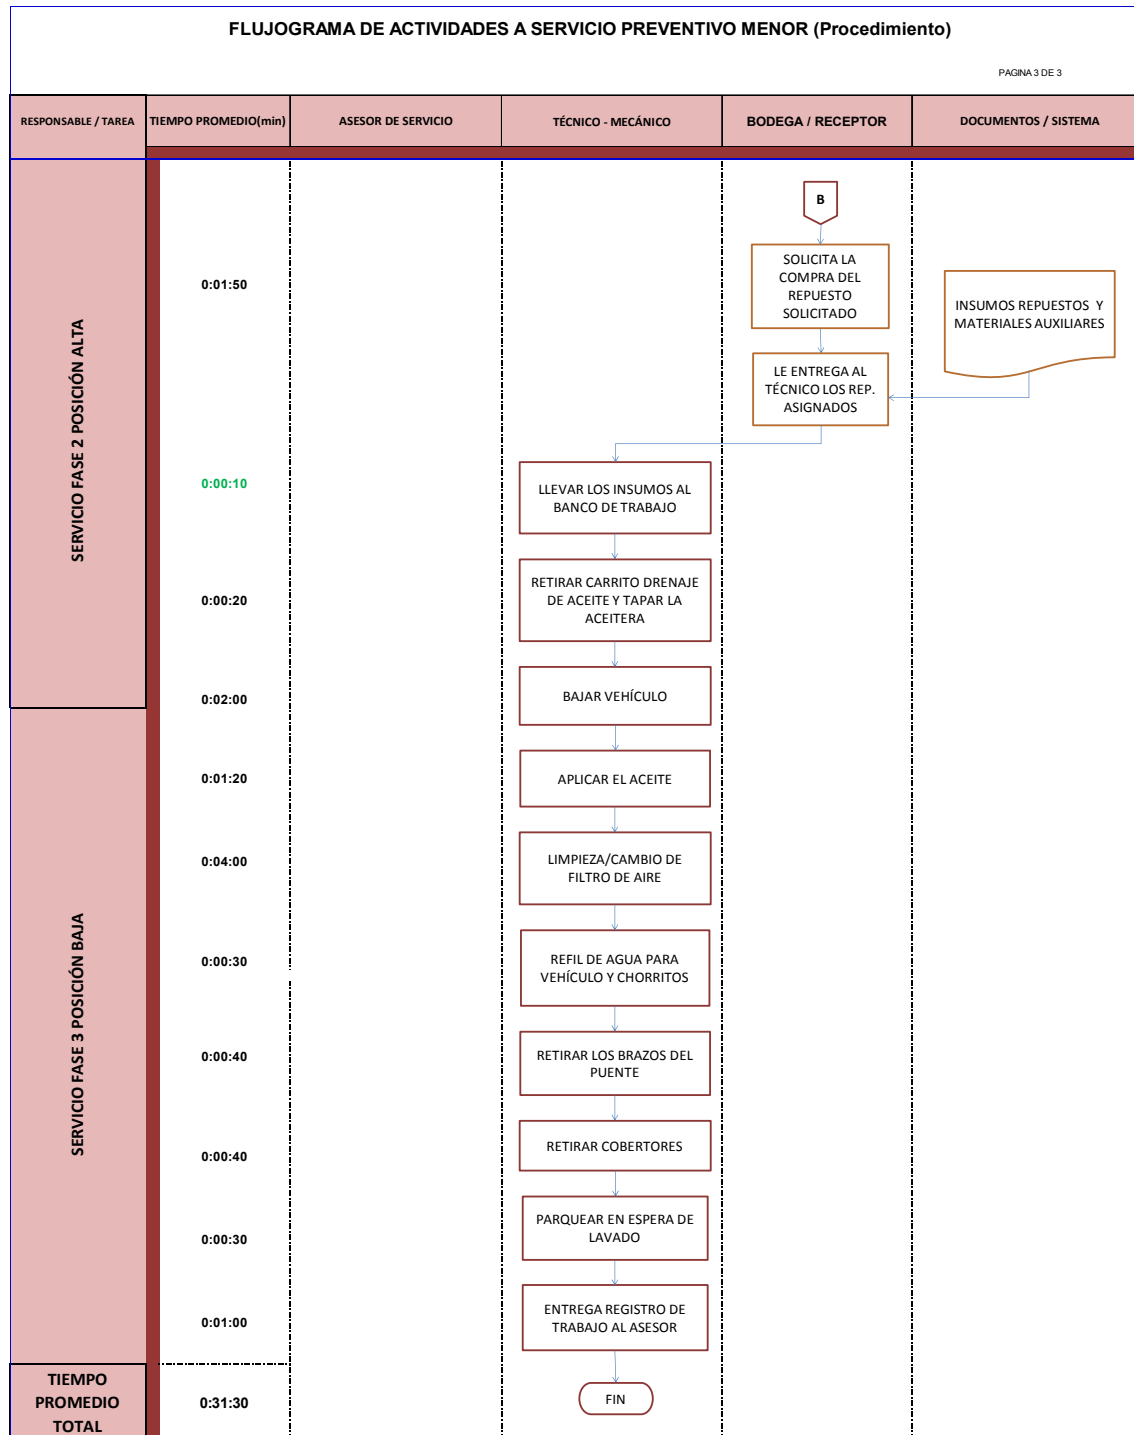 FLUJOGRAMA DE ACTIVIDADES A SERVICIO PREVENTIVO MENOR (Procedimiento)
PAGINA 3 DE 3
RESPONSABLE / TAREA
TIEMPO PROMEDIO(min)
ASESOR DE SERVICIO
TÉCNICO - MECÁNICO
BODEGA / RECEPTOR
DOCUMENTOS / SISTEMA
SERVICIO FASE 2 POSICIÓN ALTA
B
0:01:50
SOLICITA LA
COMPRA DEL
REPUESTO
SOLICITADO
INSUMOS REPUESTOS Y
MATERIALES AUXILIARES
LE ENTREGA AL
TÉCNICO LOS REP.
ASIGNADOS
0:00:10
LLEVAR LOS INSUMOS AL
BANCO DE TRABAJO
0:00:20
RETIRAR CARRITO DRENAJE
DE ACEITE Y TAPAR LA
ACEITERA
0:02:00
BAJAR VEHÍCULO
SERVICIO FASE 3 POSICIÓN BAJA
0:01:20
APLICAR EL ACEITE
0:04:00
LIMPIEZA/CAMBIO DE
FILTRO DE AIRE
0:00:30
REFIL DE AGUA PARA
VEHÍCULO Y CHORRITOS
0:00:40
RETIRAR LOS BRAZOS DEL
PUENTE
0:00:40
RETIRAR COBERTORES
0:00:30
PARQUEAR EN ESPERA DE
LAVADO
0:01:00
ENTREGA REGISTRO DE
TRABAJO AL ASESOR
TIEMPO
PROMEDIO
TOTAL
0:31:30
FIN